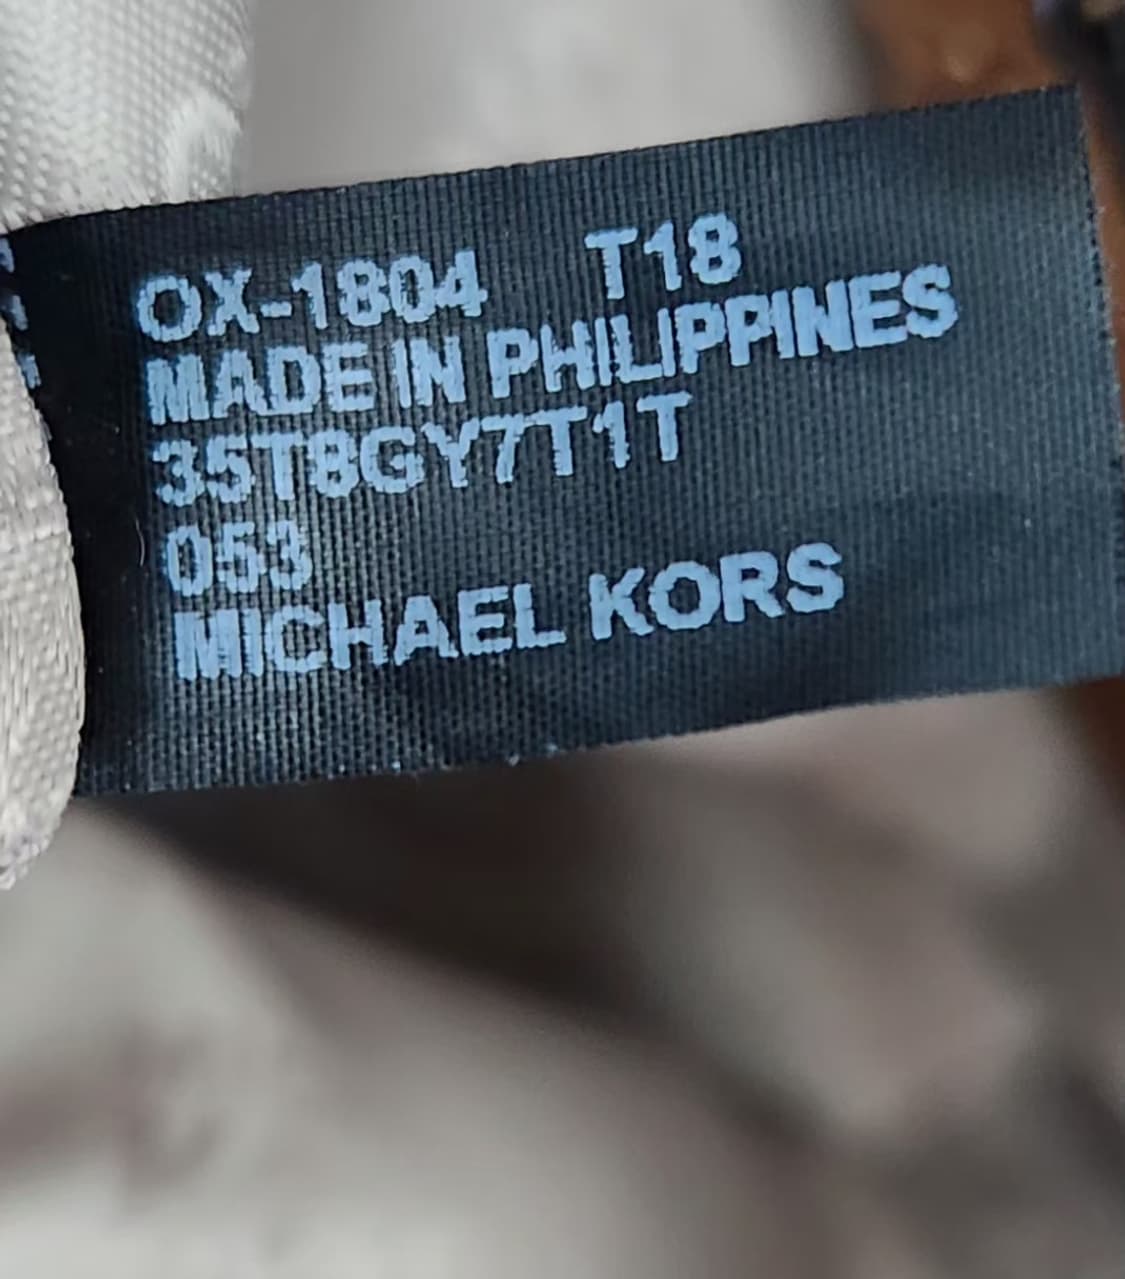 OX-1804 T18
MADE IN PHILIPPINES
35T8GY7T1T
053
MICHAEL KORS